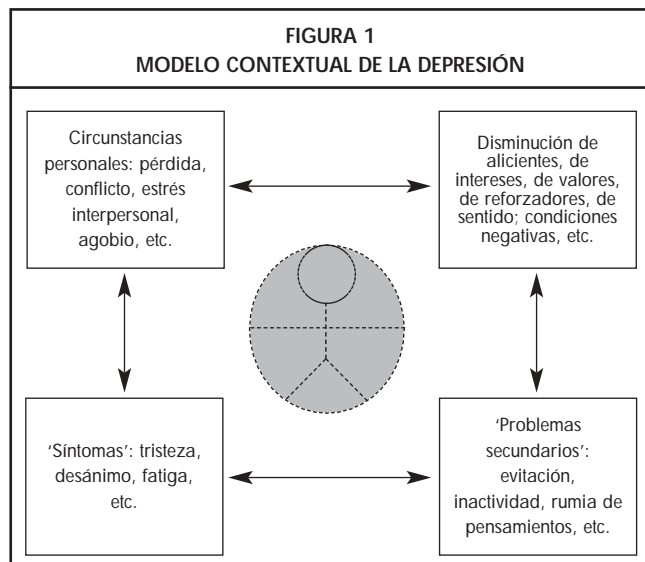 FIGURA 1
MODELO CONTEXTUAL DE LA DEPRESIÓN
Circunstancias
personales: pérdida,
conflicto, estrés
interpersonal,
agobio, etc.
Disminución de
alicientes, de
intereses, de valores,
de reforzadores, de
sentido; condiciones
negativas, etc.
‘Síntomas’: tristeza,
desánimo, fatiga,
etc.
‘Problemas
secundarios’:
evitación,
inactividad, rumia de
pensamientos, etc.